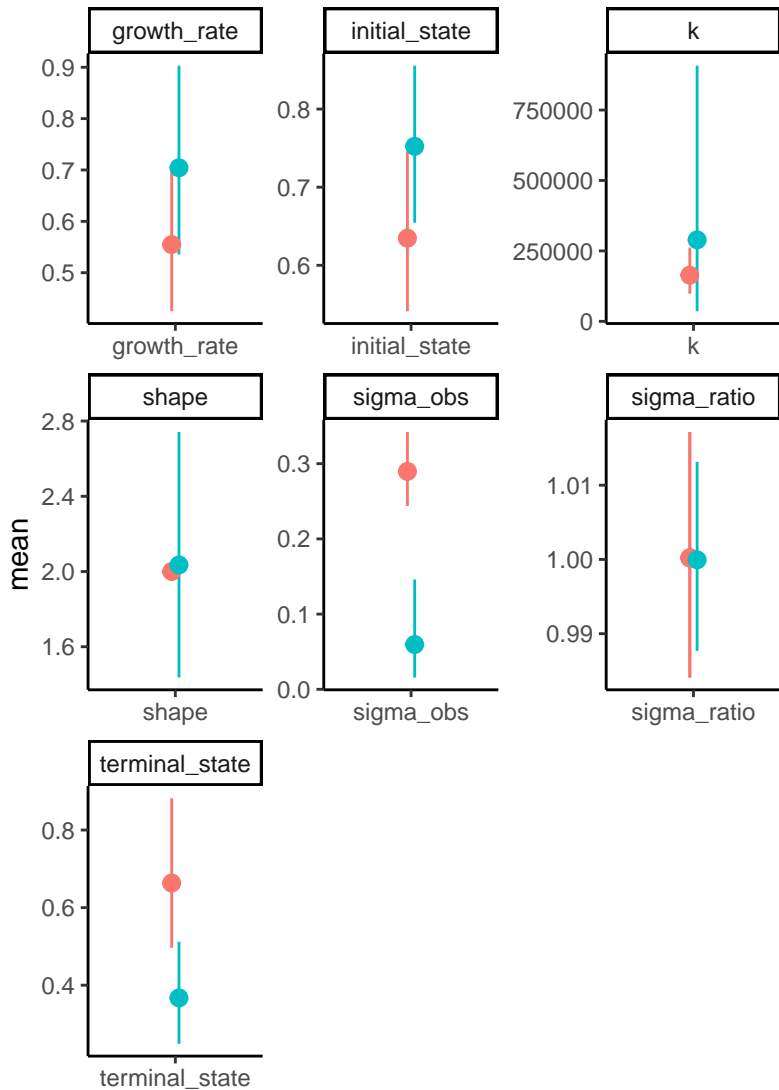 growth_rate
initial_state
k
0.9
0.8
0.7
0.6
0.5
0.8
0.7
0.6
750000
500000
250000
0
growth_rate
initial_state
k
mean
shape
sigma_obs
sigma_ratio
2.8
2.4
2.0
1.6
0.3
0.2
0.1
0.0
1.01
1.00
0.99
shape
sigma_obs
sigma_ratio
terminal_state
0.8
0.6
0.4
terminal_state